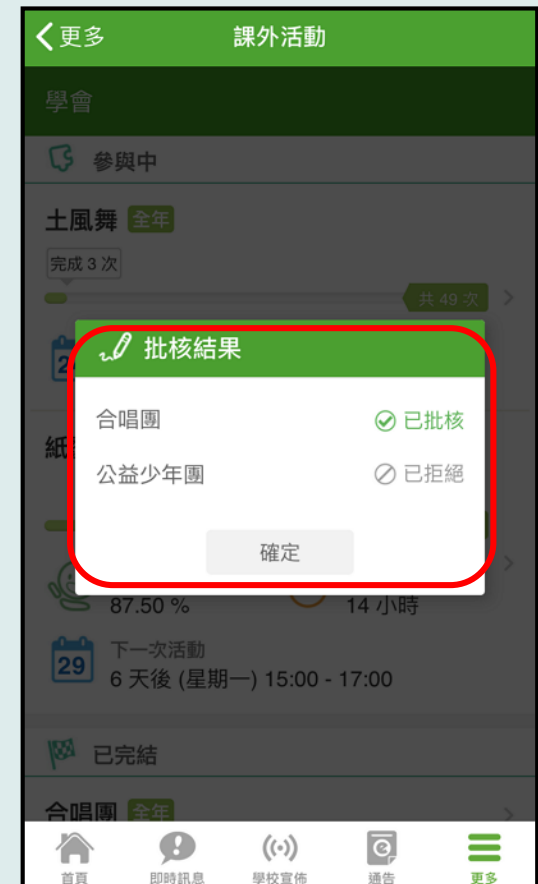 更多 課外活動
學會
參與中
土風舞 全年
完成 3 次
共 49 次
批核結果
合唱團 已批核
公益少年團 已拒絕
確定
87.50 % 14 小時
下一次活動
29 6 天後 (星期一) 15:00 - 17:00
已完結
合唱團 全年
首頁 即時訊息 學校宣佈 通告 更多